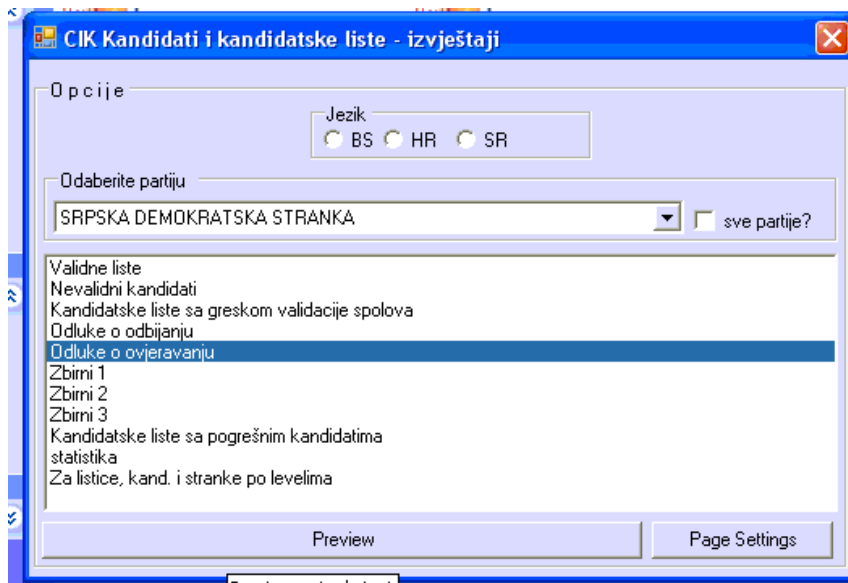 CIK Kandidati i kandidatske liste - izvještaji
Opcije
Jezik
BS HR SR
Odaberite partiju
SRPSKA DEMOKRATSKA STRANKA sve partije?
Validne liste
Nevalidni kandidati
Kandidatske liste sa greskom validacije spolova
Odluke o odbijanju
Odluke o ovjeravanju
Zbirni 1
Zbirni 2
Zbirni 3
Kandidatske liste sa pogrešnim kandidatima
statistika
Za listice, kand. i stranke po levelima
Preview Page Settings